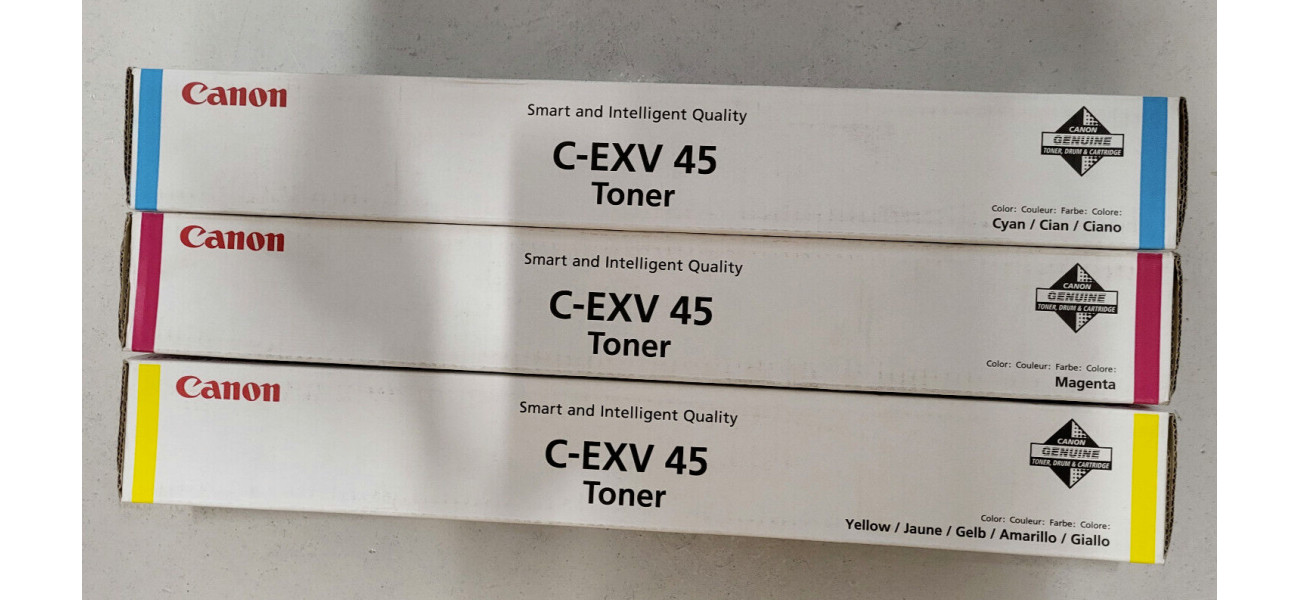 Canon
Smart and Intelligent Quality
C-EXV 45
Toner
CANON
GENUINE
TONER, DRUM & CARTRIDGE
Color: Couleur: Farbe: Colore:
Cyan / Cian / Ciano
Canon
Smart and Intelligent Quality
C-EXV 45
Toner
CANON
GENUINE
TONER, DRUM & CARTRIDGE
Color: Couleur: Farbe: Colore:
Magenta
Canon
Smart and Intelligent Quality
C-EXV 45
Toner
CANON
GENUINE
TONER, DRUM & CARTRIDGE
Color: Couleur: Farbe: Colore:
Yellow / Jaune / Gelb / Amarillo / Giallo